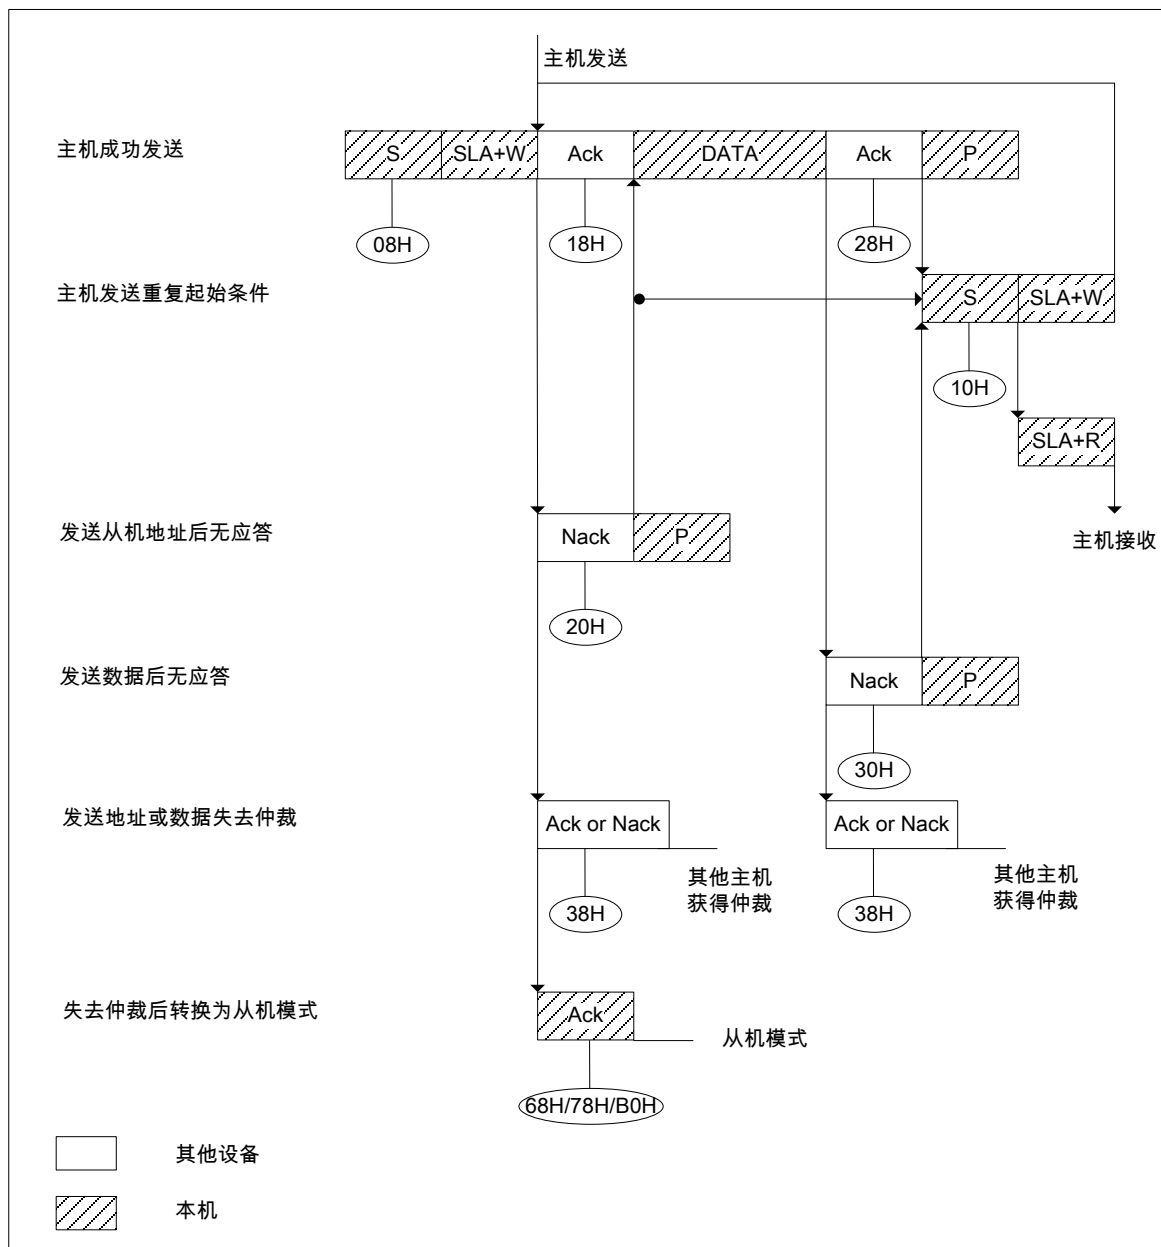 主机发送
主机成功发送
S
SLA+W
Ack
DATA
Ack
P
08H
18H
28H
主机发送重复起始条件
S
SLA+W
10H
SLA+R
发送从机地址后无应答
Nack
P
主机接收
20H
发送数据后无应答
Nack
P
30H
发送地址或数据失去仲裁
Ack or Nack
Ack or Nack
其他主机
获得仲裁
其他主机
获得仲裁
38H
38H
失去仲裁后转换为从机模式
Ack
从机模式
68H/78H/B0H
其他设备
本机